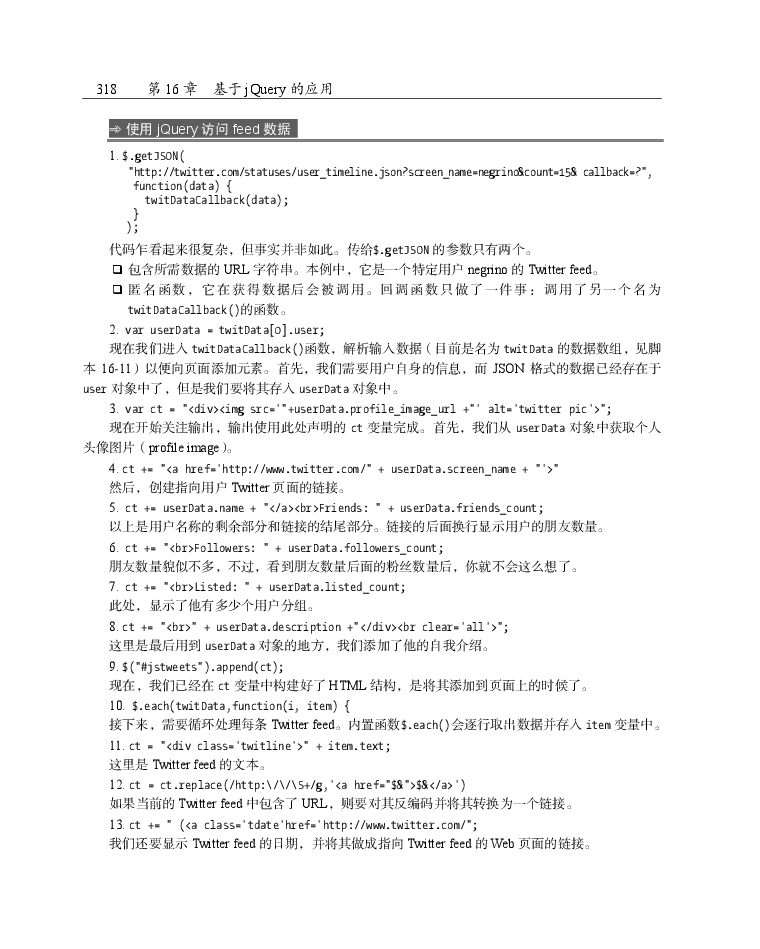 318 第 16 章 基于 jQuery 的应用
使用 jQuery 访问 feed 数据
1. $.getJSON(
"http://twitter.com/statuses/user_timeline.json?screen_name=negrino&count=15& callback=?",
function(data) {
twitDataCallback(data);
}
);
代码乍看起来很复杂，但事实并非如此。传给$.getJSON 的参数只有两个。
❑ 包含所需数据的 URL 字符串。本例中，它是一个特定用户 negrino 的 Twitter feed。
❑ 匿名函数，它在获得数据后会被调用。回调函数只做了一件事：调用了另一个名为
twitDataCallback()的函数。
2. var userData = twitData[0].user;
现在我们进入 twitDataCallback()函数，解析输入数据（目前是名为 twitData 的数据数组，见脚
本 16-11）以便向页面添加元素。首先，我们需要用户自身的信息，而 JSON 格式的数据已经存在于
user 对象中了，但是我们要将其存入 userData 对象中。
3. var ct = "<div><img src='"+userData.profile_image_url +"' alt='twitter pic'>";
现在开始关注输出，输出使用此处声明的 ct 变量完成。首先，我们从 userData 对象中获取个人
头像图片（profile image）。
4. ct += "<a href='http://www.twitter.com/" + userData.screen_name + "'>"
然后，创建指向用户 Twitter 页面的链接。
5. ct += userData.name + "</a><br>Friends: " + userData.friends_count;
以上是用户名称的剩余部分和链接的结尾部分。链接的后面换行显示用户的朋友数量。
6. ct += "<br>Followers: " + userData.followers_count;
朋友数量貌似不多，不过，看到朋友数量后面的粉丝数量后，你就不会这么想了。
7. ct += "<br>Listed: " + userData.listed_count;
此处，显示了他有多少个用户分组。
8. ct += "<br>" + userData.description +"</div><br clear='all'>";
这里是最后用到 userData 对象的地方，我们添加了他的自我介绍。
9. $("#jstweets").append(ct);
现在，我们已经在 ct 变量中构建好了 HTML 结构，是将其添加到页面上的时候了。
10. $.each(twitData,function(i, item) {
接下来，需要循环处理每条 Twitter feed。内置函数$.each()会逐行取出数据并存入 item 变量中。
11. ct = "<div class='twitline'>" + item.text;
这里是 Twitter feed 的文本。
12. ct = ct.replace(/http:\/\/\S+/g,'<a href="$&">$&</a>')
如果当前的 Twitter feed 中包含了 URL，则要对其反编码并将其转换为一个链接。
13. ct += " (<a class='tdate'href='http://www.twitter.com/";
我们还要显示 Twitter feed 的日期，并将其做成指向 Twitter feed 的 Web 页面的链接。